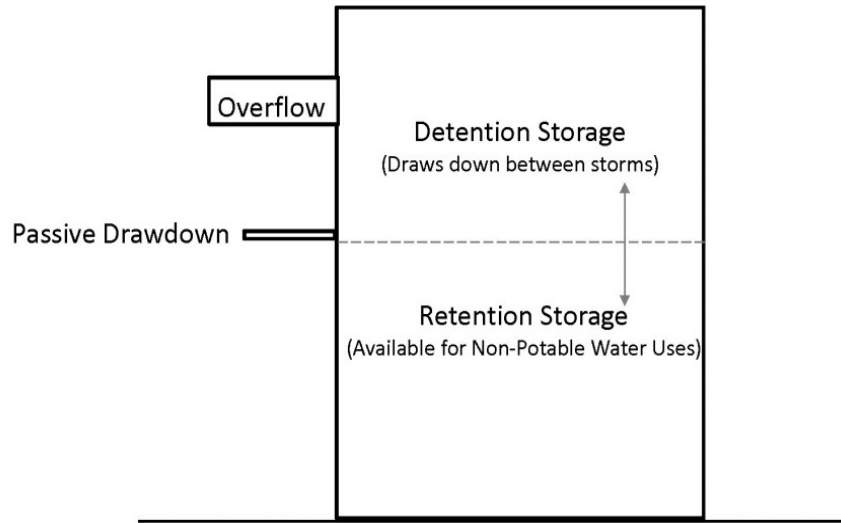 Overflow
Detention Storage
(Draws down between storms)
Passive Drawdown
Retention Storage
(Available for Non-Potable Water Uses)